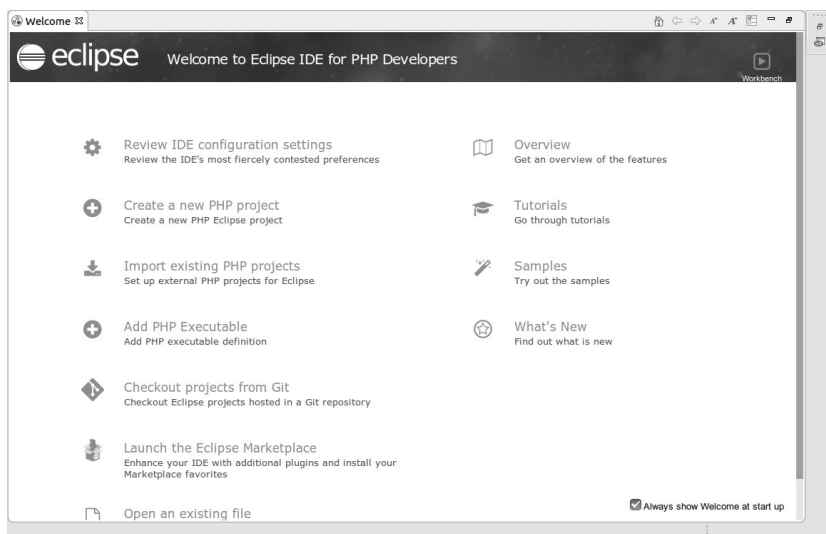 Welcome
eclipse
Welcome to Eclipse IDE for PHP Developers
Workbench
Review IDE configuration settings
Review the IDE's most fiercely contested preferences
Create a new PHP project
Create a new PHP Eclipse project
Import existing PHP projects
Set up external PHP projects for Eclipse
Add PHP Executable
Add PHP executable definition
Checkout projects from Git
Checkout Eclipse projects hosted in a Git repository
Launch the Eclipse Marketplace
Enhance your IDE with additional plugins and install your
Marketplace favorites
Open an existing file
Overview
Get an overview of the features
Tutorials
Go through tutorials
Samples
Try out the samples
What's New
Find out what is new
Always show Welcome at start up